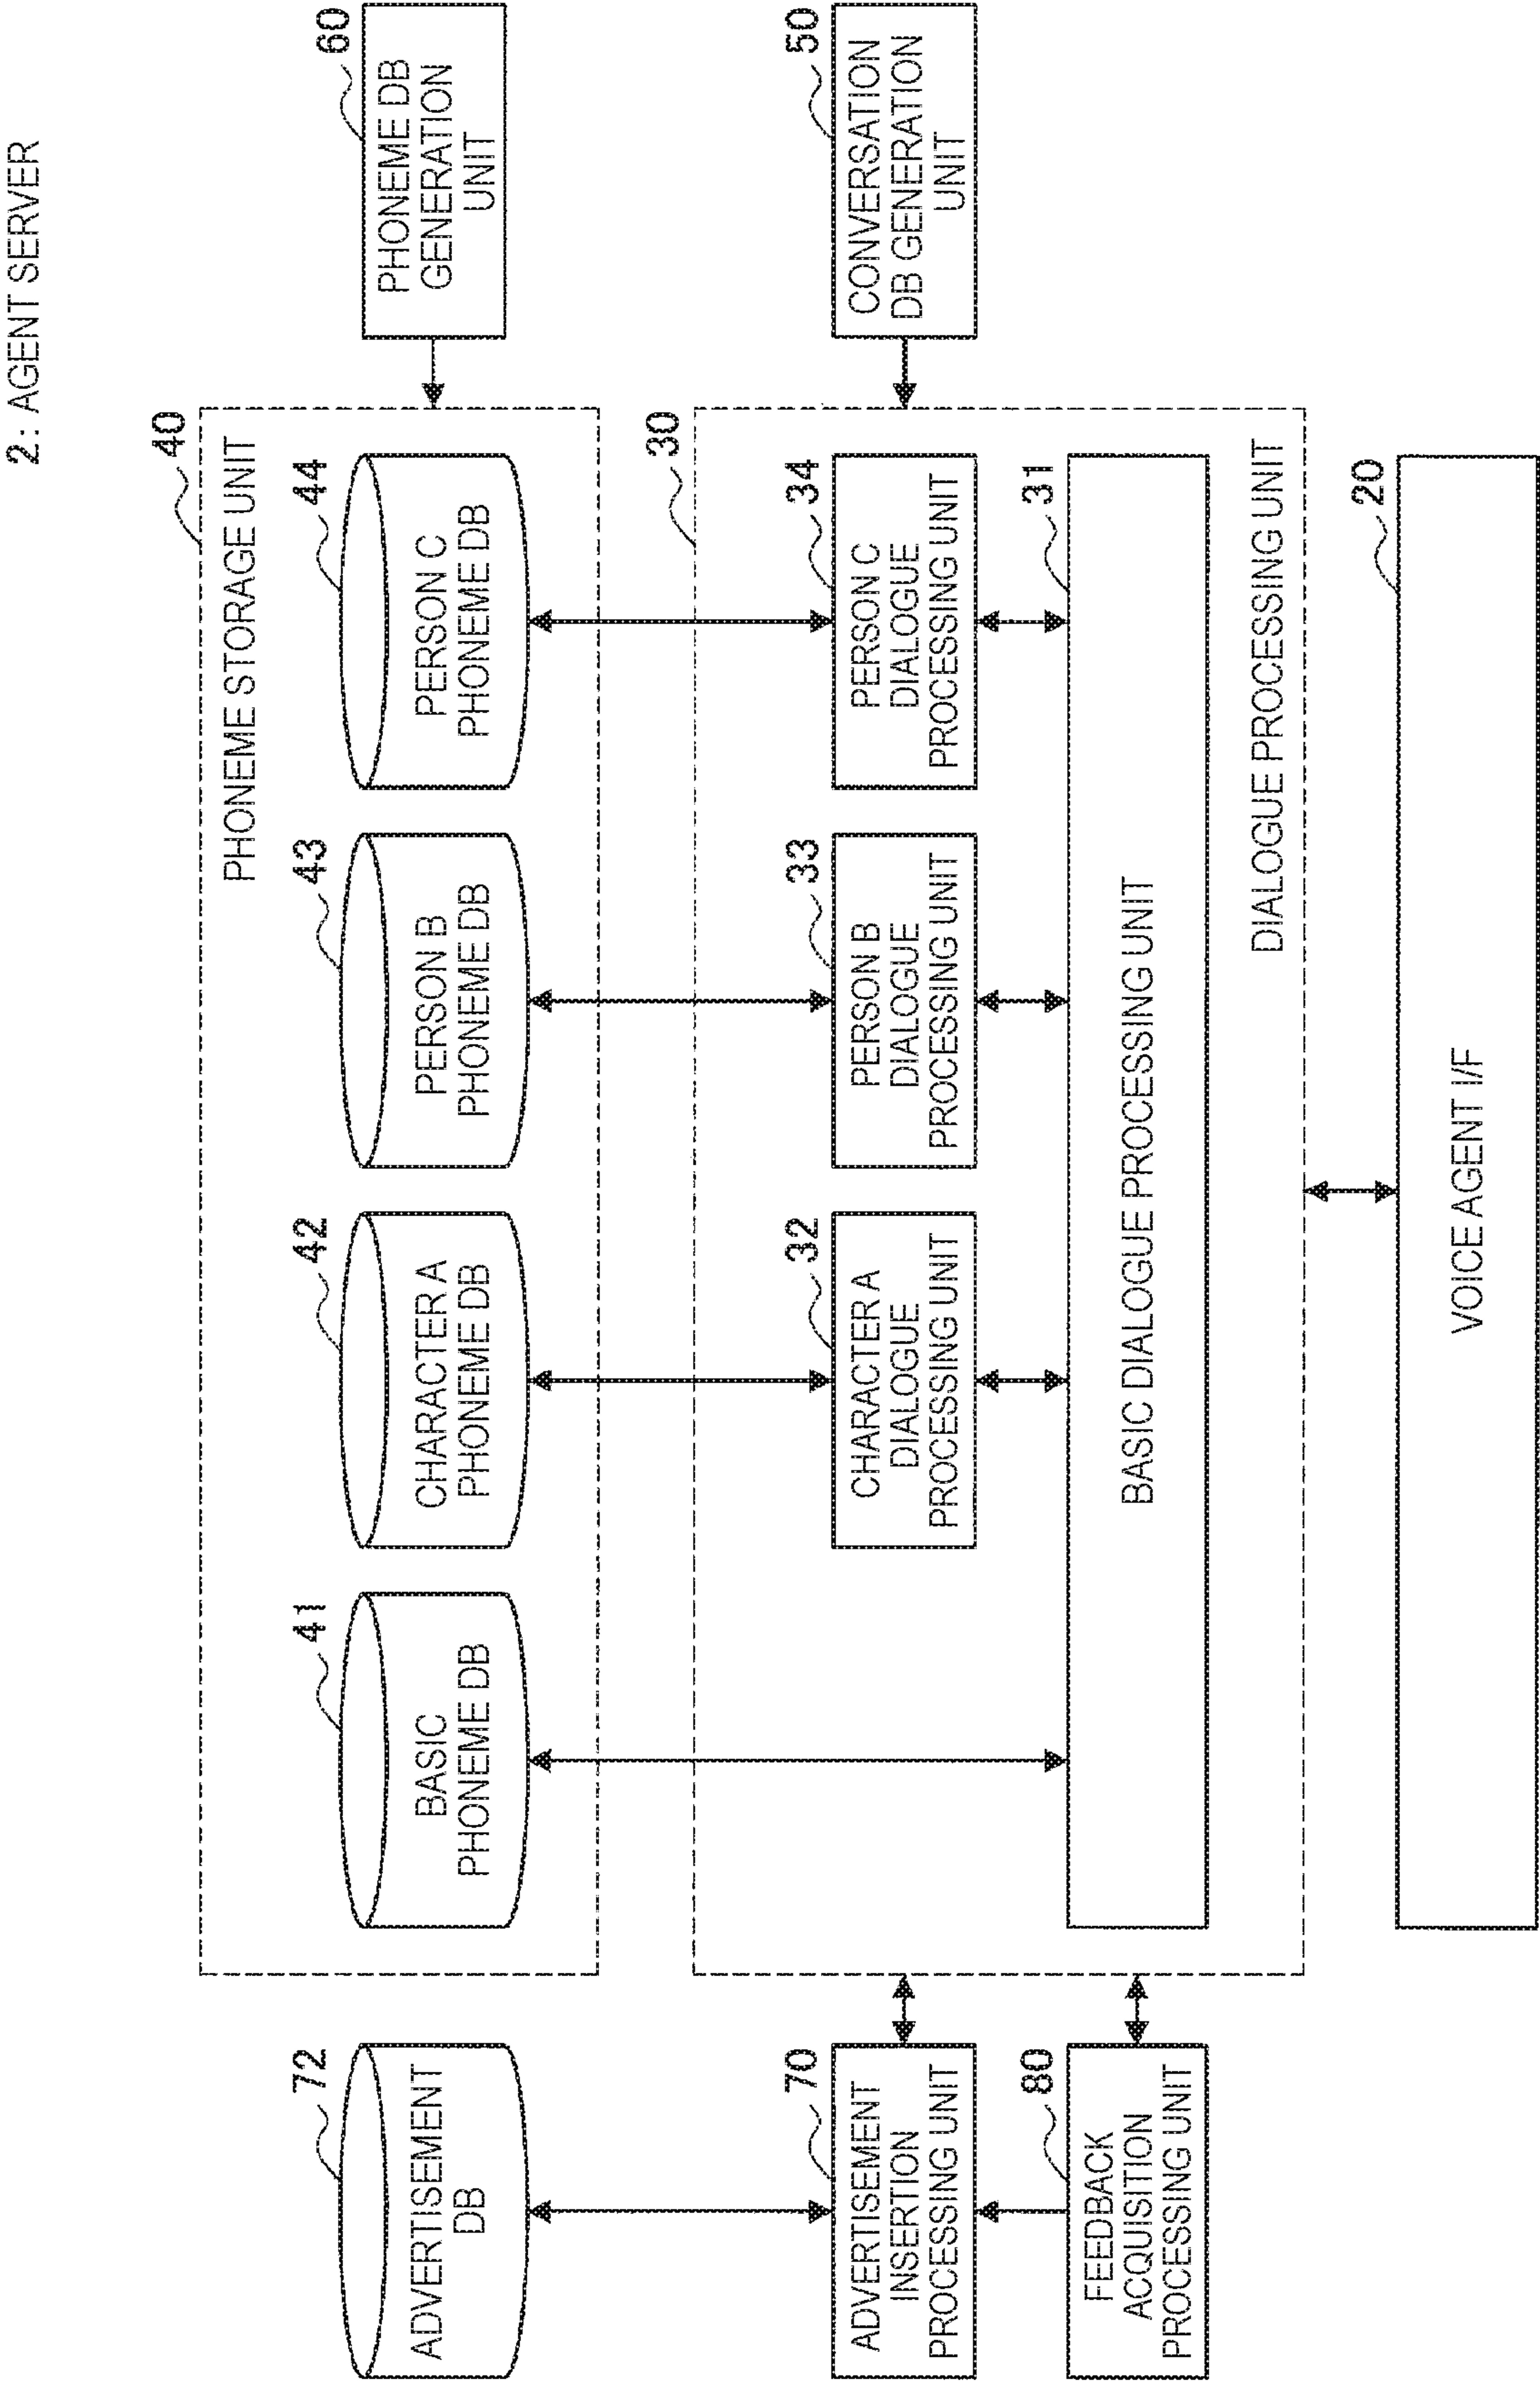 2: AGENT SERVER
60
PHONEME DB
GENERATION
UNIT
50
CONVERSATION
DB GENERATION
UNIT
40
PHONEME STORAGE UNIT
41
BASIC
PHONEME DB
42
CHARACTER A
PHONEME DB
43
PERSON B
PHONEME DB
44
PERSON C
PHONEME DB
30
32
CHARACTER A
DIALOGUE
PROCESSING UNIT
33
PERSON B
DIALOGUE
PROCESSING UNIT
34
PERSON C
DIALOGUE
PROCESSING UNIT
31
BASIC DIALOGUE PROCESSING UNIT
DIALOGUE PROCESSING UNIT
20
VOICE AGENT I/F
72
ADVERTISEMENT
DB
70
ADVERTISEMENT
INSERTION
PROCESSING UNIT
80
FEEDBACK
ACQUISITION
PROCESSING UNIT